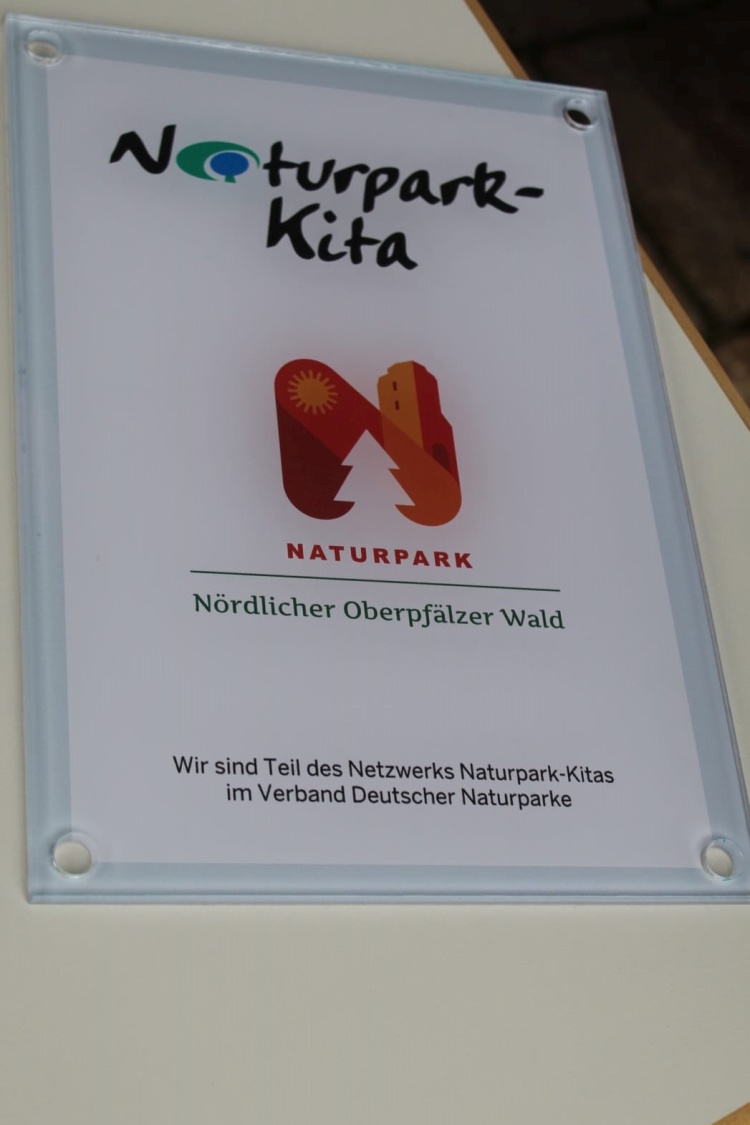 Naturpark-
Kita
NATURPARK
Nördlicher Oberpfälzer Wald
Wir sind Teil des Netzwerks Naturpark-Kitas
im Verband Deutscher Naturparke